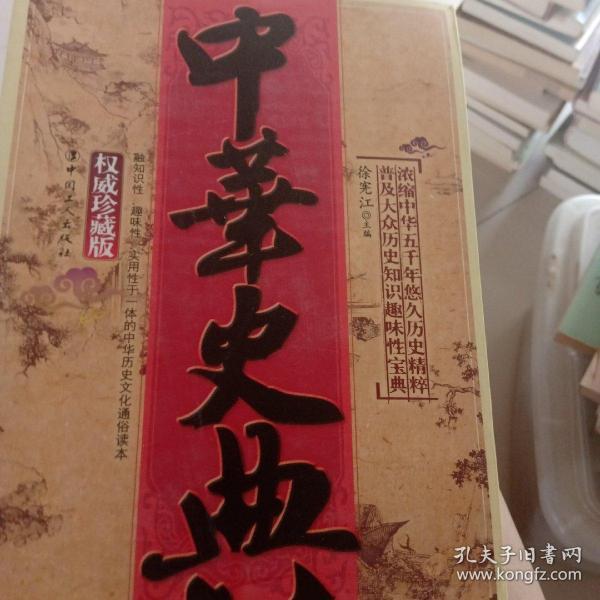 中華史典
浓缩中华五千年悠久历史精粹
普及大众历史知识趣味性宝典
徐宪江◎主编
融知识性、趣味性、实用性于一体的中华历史文化通俗读本
权威珍藏版
中国工人出版社
孔夫子旧书网
www.kongfz.com